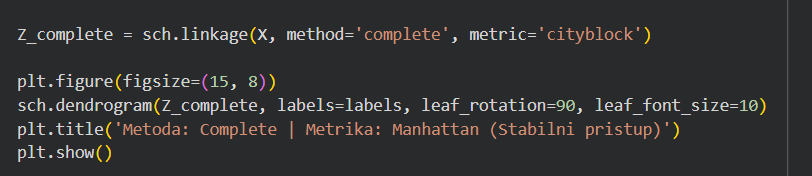 Z_complete = sch.linkage(X, method='complete', metric='cityblock')
plt.figure(figsize=(15, 8))
sch.dendrogram(Z_complete, labels=labels, leaf_rotation=90, leaf_font_size=10)
plt.title('Metoda: Complete | Metrika: Manhattan (Stabilni pristup)')
plt.show()